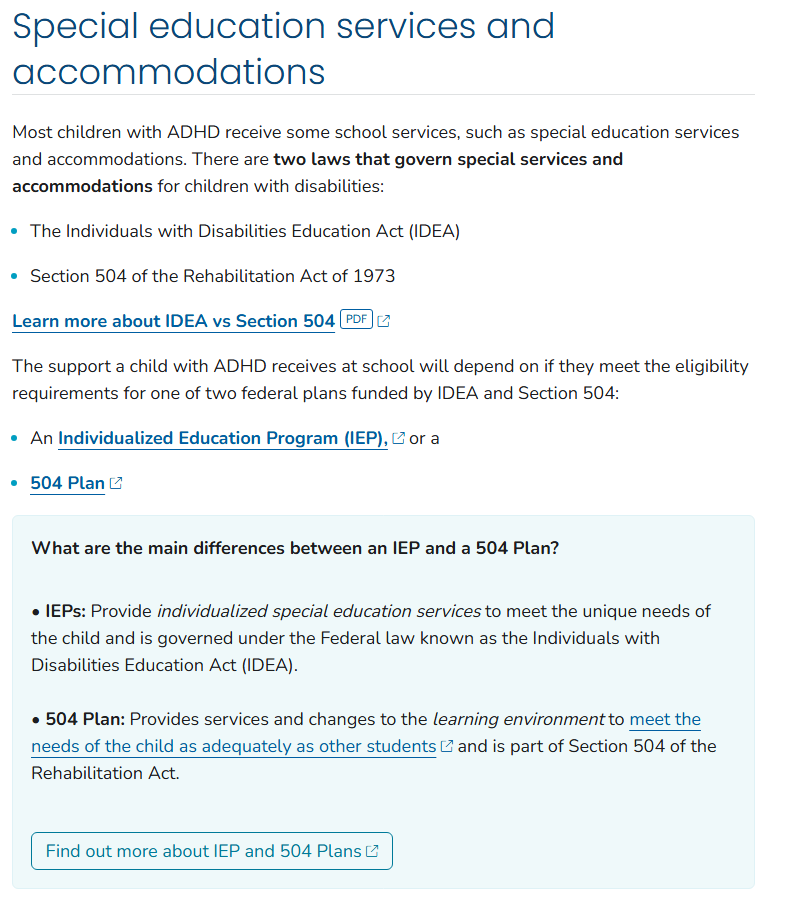 Special education services and
accommodations
Most children with ADHD receive some school services, such as special education services
and accommodations. There are two laws that govern special services and
accommodations for children with disabilities:
• The Individuals with Disabilities Education Act (IDEA)
• Section 504 of the Rehabilitation Act of 1973
Learn more about IDEA vs Section 504 PDF
The support a child with ADHD receives at school will depend on if they meet the eligibility
requirements for one of two federal plans funded by IDEA and Section 504:
• An Individualized Education Program (IEP), or a
• 504 Plan
What are the main differences between an IEP and a 504 Plan?
• IEPs: Provide individualized special education services to meet the unique needs of
the child and is governed under the Federal law known as the Individuals with
Disabilities Education Act (IDEA).
• 504 Plan: Provides services and changes to the learning environment to meet the
needs of the child as adequately as other students and is part of Section 504 of the
Rehabilitation Act.
Find out more about IEP and 504 Plans